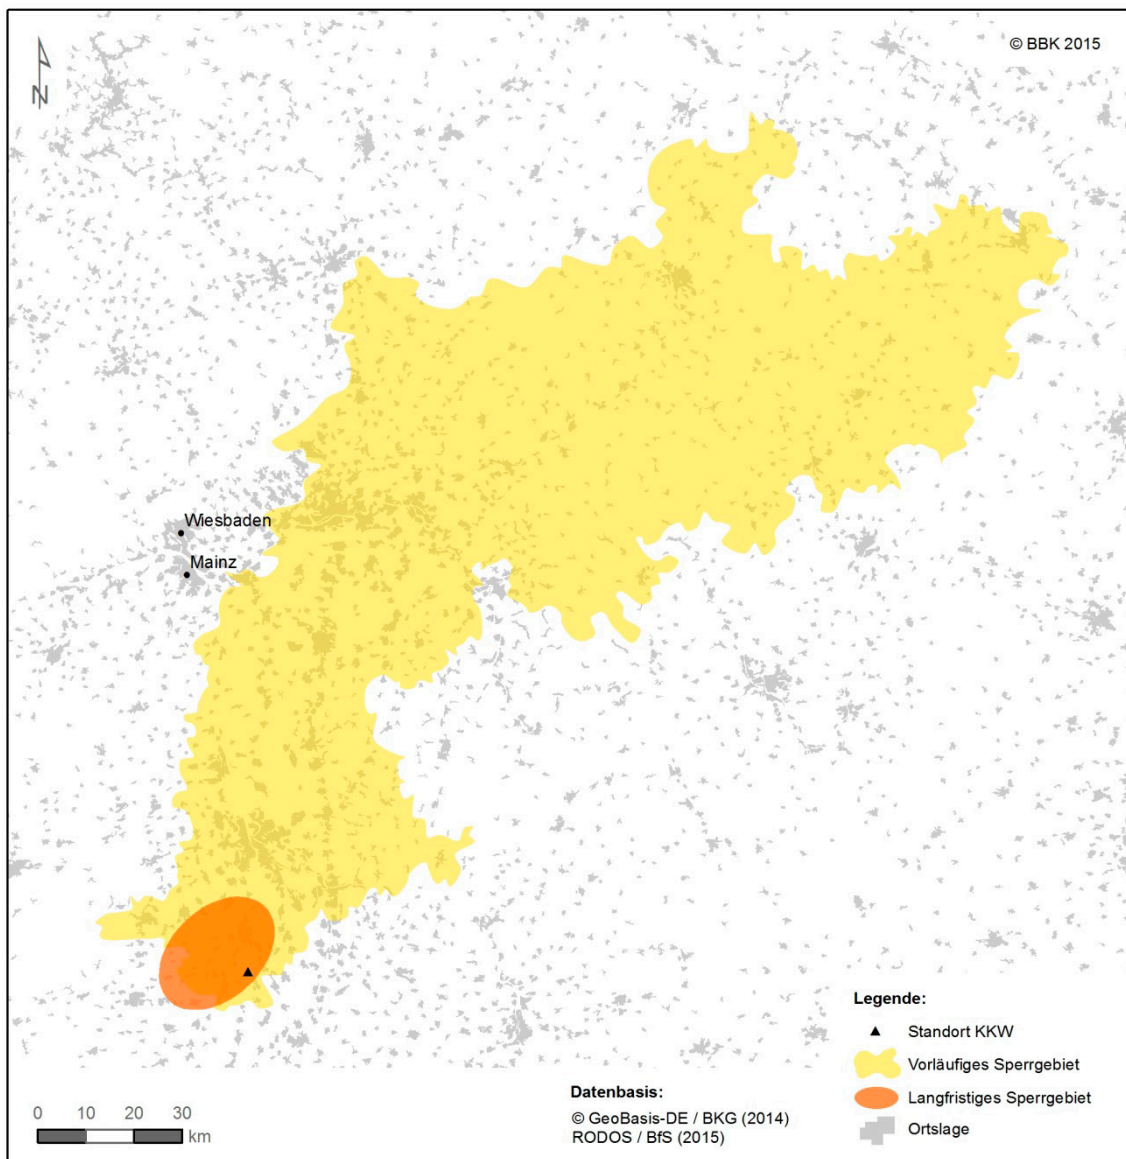 © BBK 2015
N
Wiesbaden
Mainz
Legende:
Standort KKW
Vorläufiges Sperrgebiet
Langfristiges Sperrgebiet
Ortslage
Datenbasis:
© GeoBasis-DE / BKG (2014)
RODOS / BfS (2015)
0 10 20 30
km